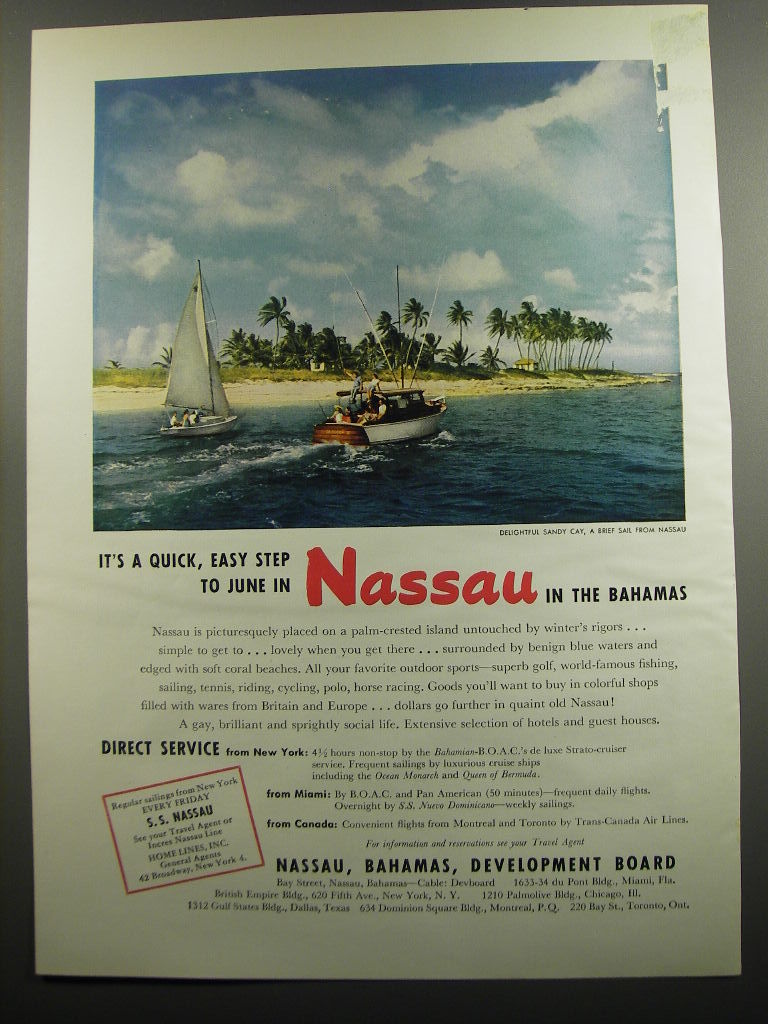 DELIGHTFUL SANDY CAY, A BRIEF SAIL FROM NASSAU
IT'S A QUICK, EASY STEP
TO JUNE IN Nassau IN THE BAHAMAS
Nassau is picturesquely placed on a palm-crested island untouched by winter's rigors . . .
simple to get to . . . lovely when you get there . . . surrounded by benign blue waters and
edged with soft coral beaches. All your favorite outdoor sports—superb golf, world-famous fishing,
sailing, tennis, riding, cycling, polo, horse racing. Goods you'll want to buy in colorful shops
filled with wares from Britain and Europe . . . dollars go further in quaint old Nassau!
A gay, brilliant and sprightly social life. Extensive selection of hotels and guest houses.
DIRECT SERVICE from New York: 4½ hours non-stop by the Bahamian-B.O.A.C.'s de luxe Strato-cruiser
service. Frequent sailings by luxurious cruise ships
including the Ocean Monarch and Queen of Bermuda.
from Miami: By B.O.A.C. and Pan American (50 minutes)—frequent daily flights.
Overnight by S.S. Nuevo Dominicano—weekly sailings.
from Canada: Convenient flights from Montreal and Toronto by Trans-Canada Air Lines.
For information and reservations see your Travel Agent
Regular sailings from New York
EVERY FRIDAY
S.S. NASSAU
See your Travel Agent or
Incres Nassau Line
HOME LINES, INC.
General Agents
42 Broadway, New York 4.
NASSAU, BAHAMAS, DEVELOPMENT BOARD
Bay Street, Nassau, Bahamas—Cable: Devboard 1633-34 du Pont Bldg., Miami, Fla.
British Empire Bldg., 620 Fifth Ave., New York, N. Y. 1210 Palmolive Bldg., Chicago, Ill.
1312 Gulf States Bldg., Dallas, Texas 634 Dominion Square Bldg., Montreal, P.Q. 220 Bay St., Toronto, Ont.